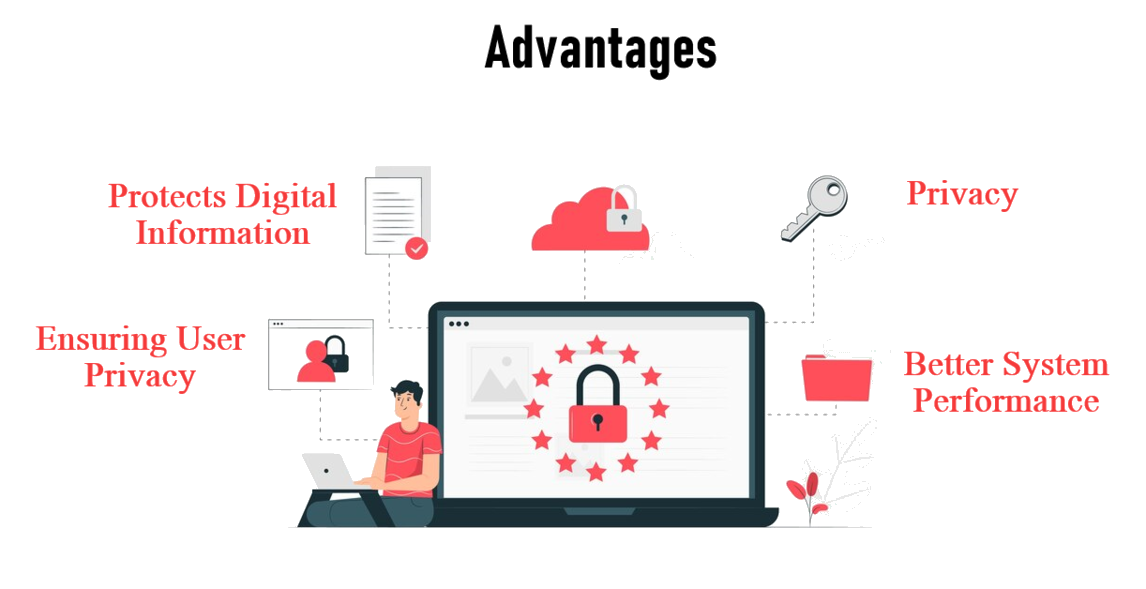 Advantages
Protects Digital
Information
Privacy
Ensuring User
Privacy
Better System
Performance